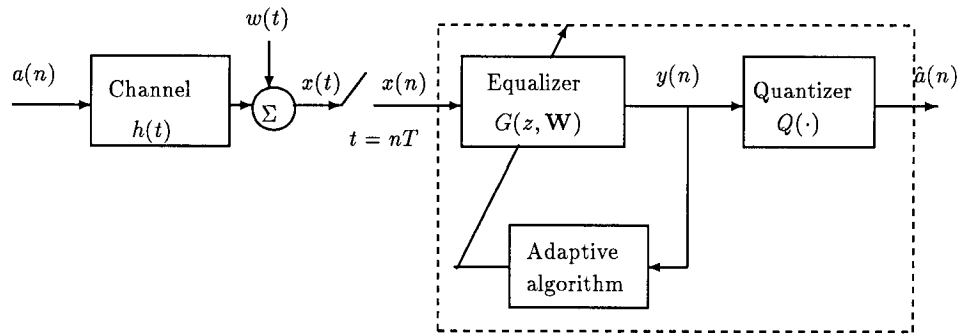 w(t)
a(n)
Channel
h(t)
Σ
x(t)
x(n)
t = nT
Equalizer
G(z, W)
y(n)
Quantizer
Q(·)
â(n)
Adaptive
algorithm